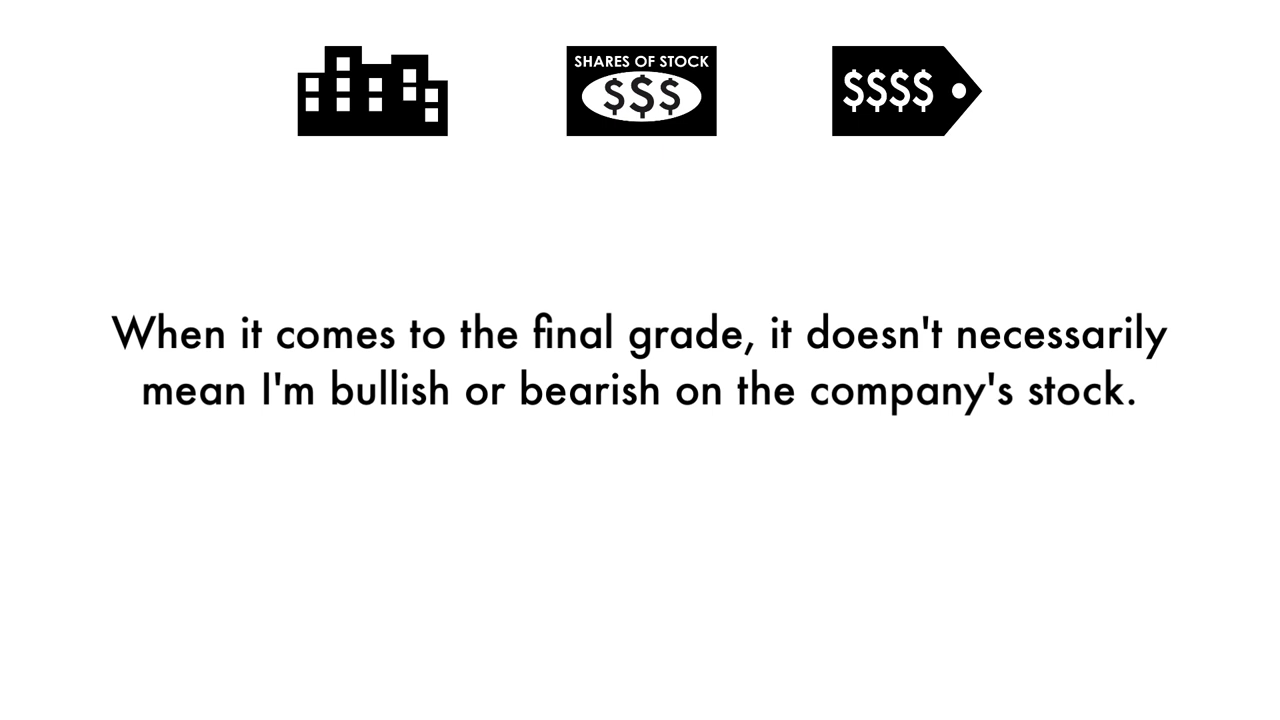 SHARES OF STOCK
$$$
$$$$
When it comes to the final grade, it doesn't necessarily
mean I'm bullish or bearish on the company's stock.